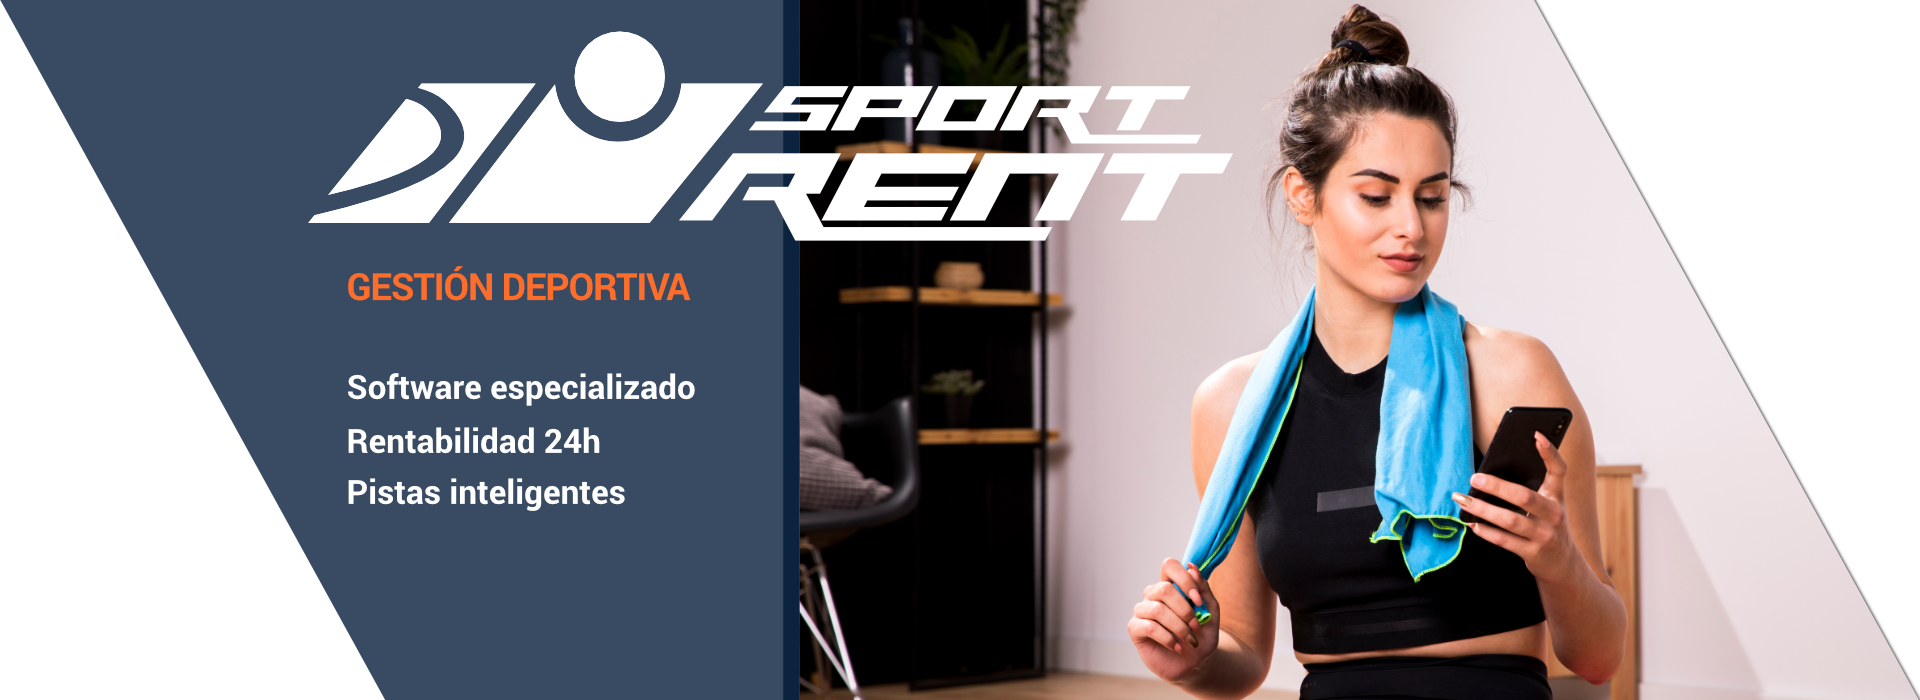 SPORT
RENT
GESTIÓN DEPORTIVA
Software especializado
Rentabilidad 24h
Pistas inteligentes